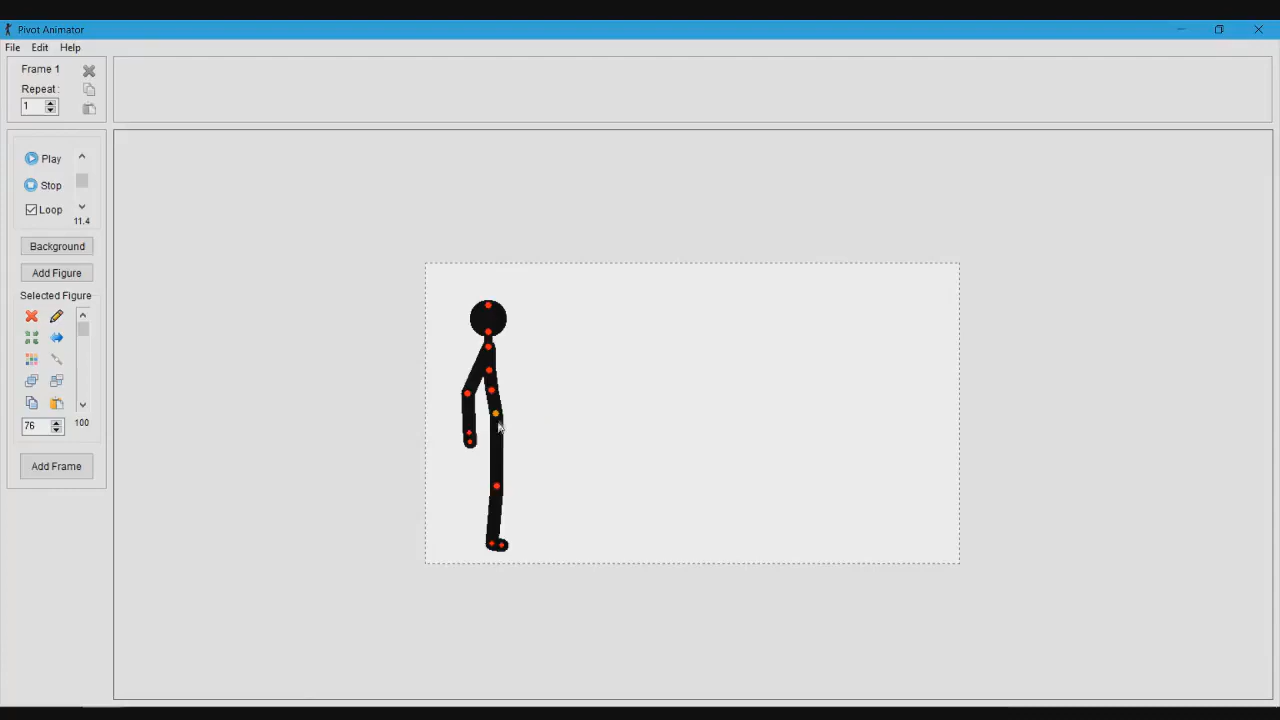 Pivot Animator
File Edit Help
Frame 1
Repeat:
1
Play
Stop
Loop
11.4
Background
Add Figure
Selected Figure
76
100
Add Frame